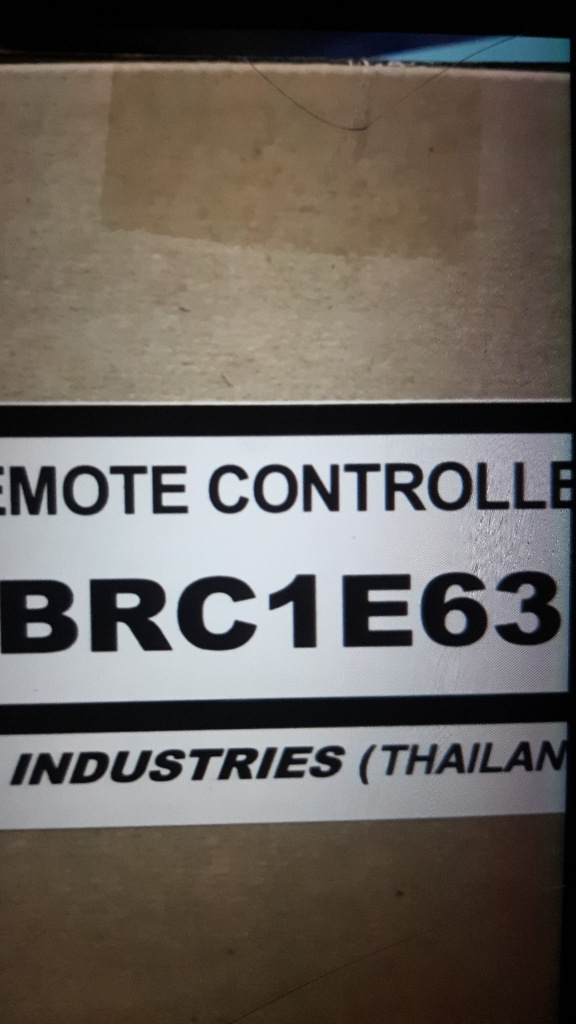 EMOTE CONTROLLE
BRC1E63
INDUSTRIES (THAILAN